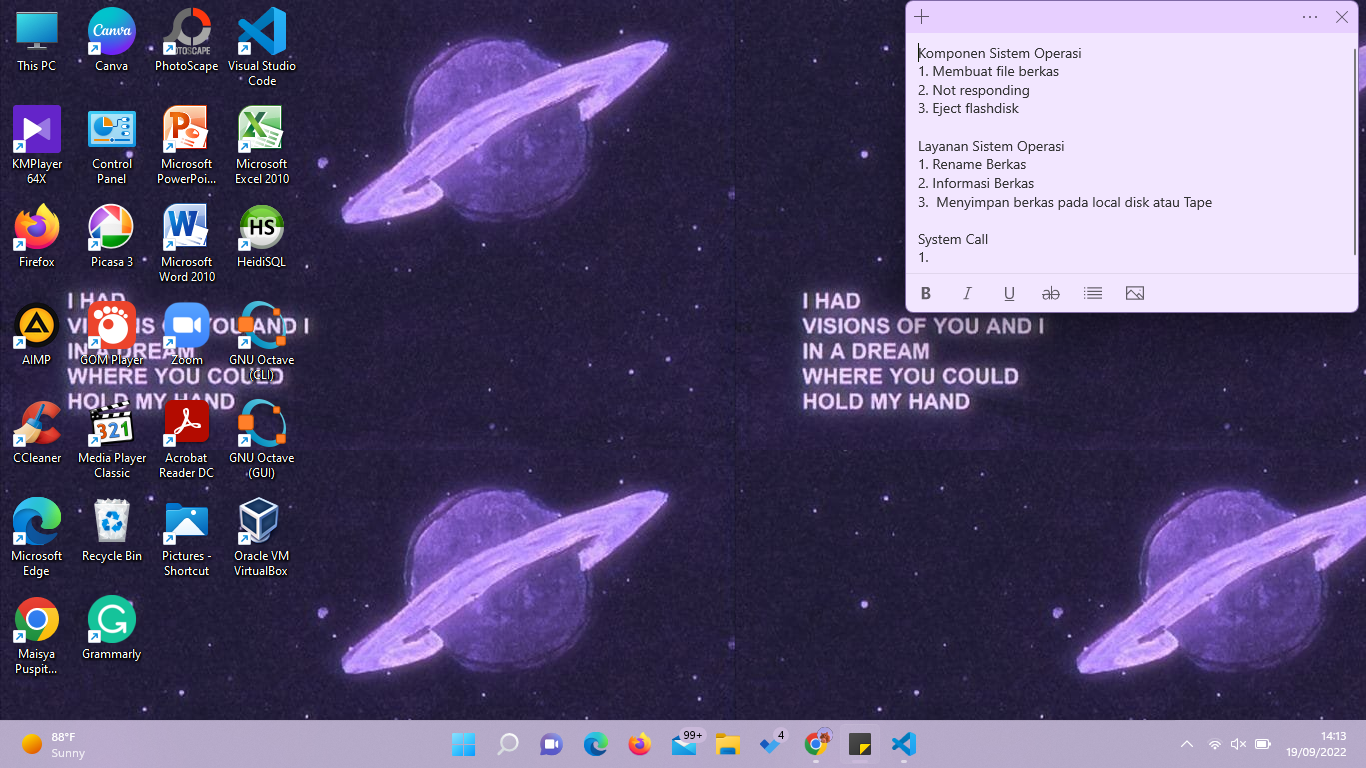 This PC
Canva
PhotoScape
Visual Studio
Code
KMPlayer
64X
Control
Panel
Microsoft
PowerPoi...
Microsoft
Excel 2010
Firefox
Picasa 3
Microsoft
Word 2010
HeidiSQL
AIMP
GOM Player
Zoom
GNU Octave
(CLI)
CCleaner
Media Player
Classic
Acrobat
Reader DC
GNU Octave
(GUI)
Microsoft
Edge
Recycle Bin
Pictures -
Shortcut
Oracle VM
VirtualBox
Maisya
Puspit...
Grammarly
Canva
PHOTOSCAPE
HS
321
I HAD
VISIONS OF YOU AND I
IN A DREAM
WHERE YOU COULD
HOLD MY HAND
Komponen Sistem Operasi
1. Membuat file berkas
2. Not responding
3. Eject flashdisk
Layanan Sistem Operasi
1. Rename Berkas
2. Informasi Berkas
3.  Menyimpan berkas pada local disk atau Tape
System Call
1.
B I U ab
I HAD
VISIONS OF YOU AND I
IN A DREAM
WHERE YOU COULD
HOLD MY HAND
88°F
Sunny
99+
4
14:13
19/09/2022